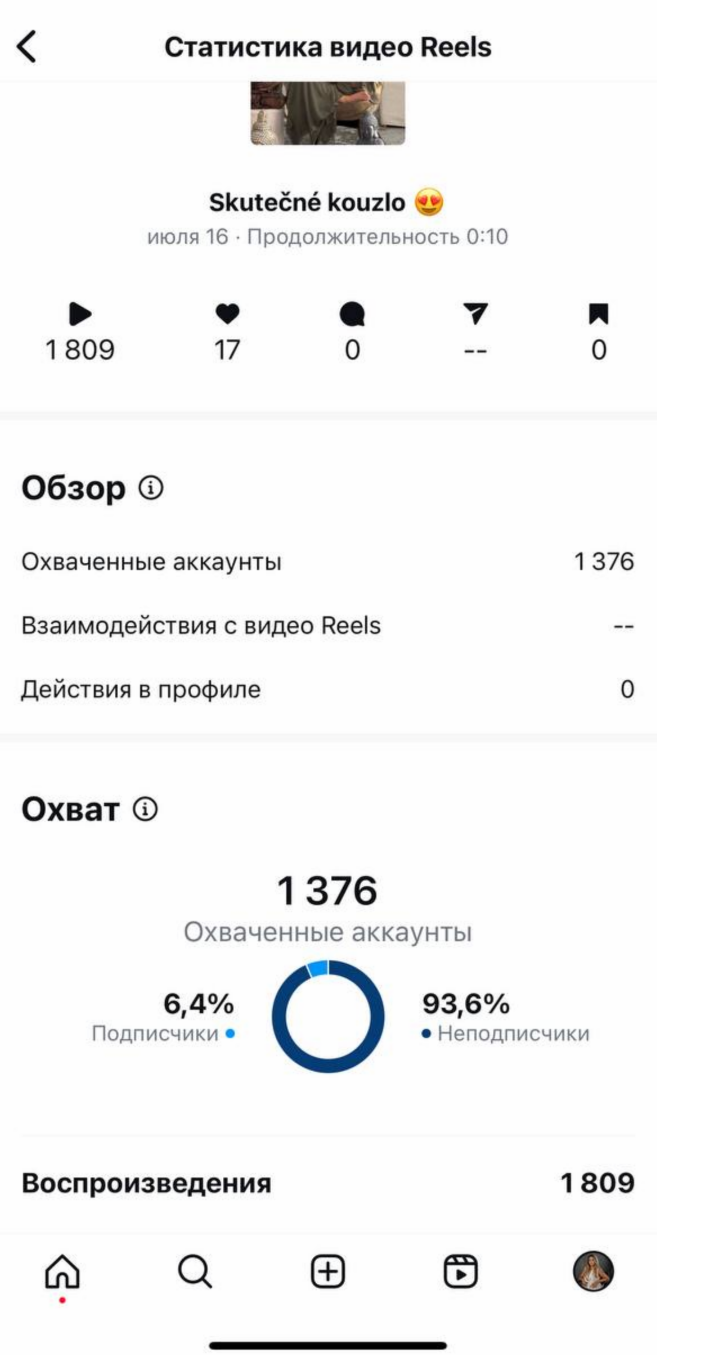 Статистика видео Reels
Skutečné kouzlo 😍
июля 16 · Продолжительность 0:10
1 809 17 0 -- 0
Обзор
Охваченные аккаунты 1 376
Взаимодействия с видео Reels --
Действия в профиле 0
Охват
1 376
Охваченные аккаунты
6,4% 93,6%
Подписчики • • Неподписчики
Воспроизведения 1 809